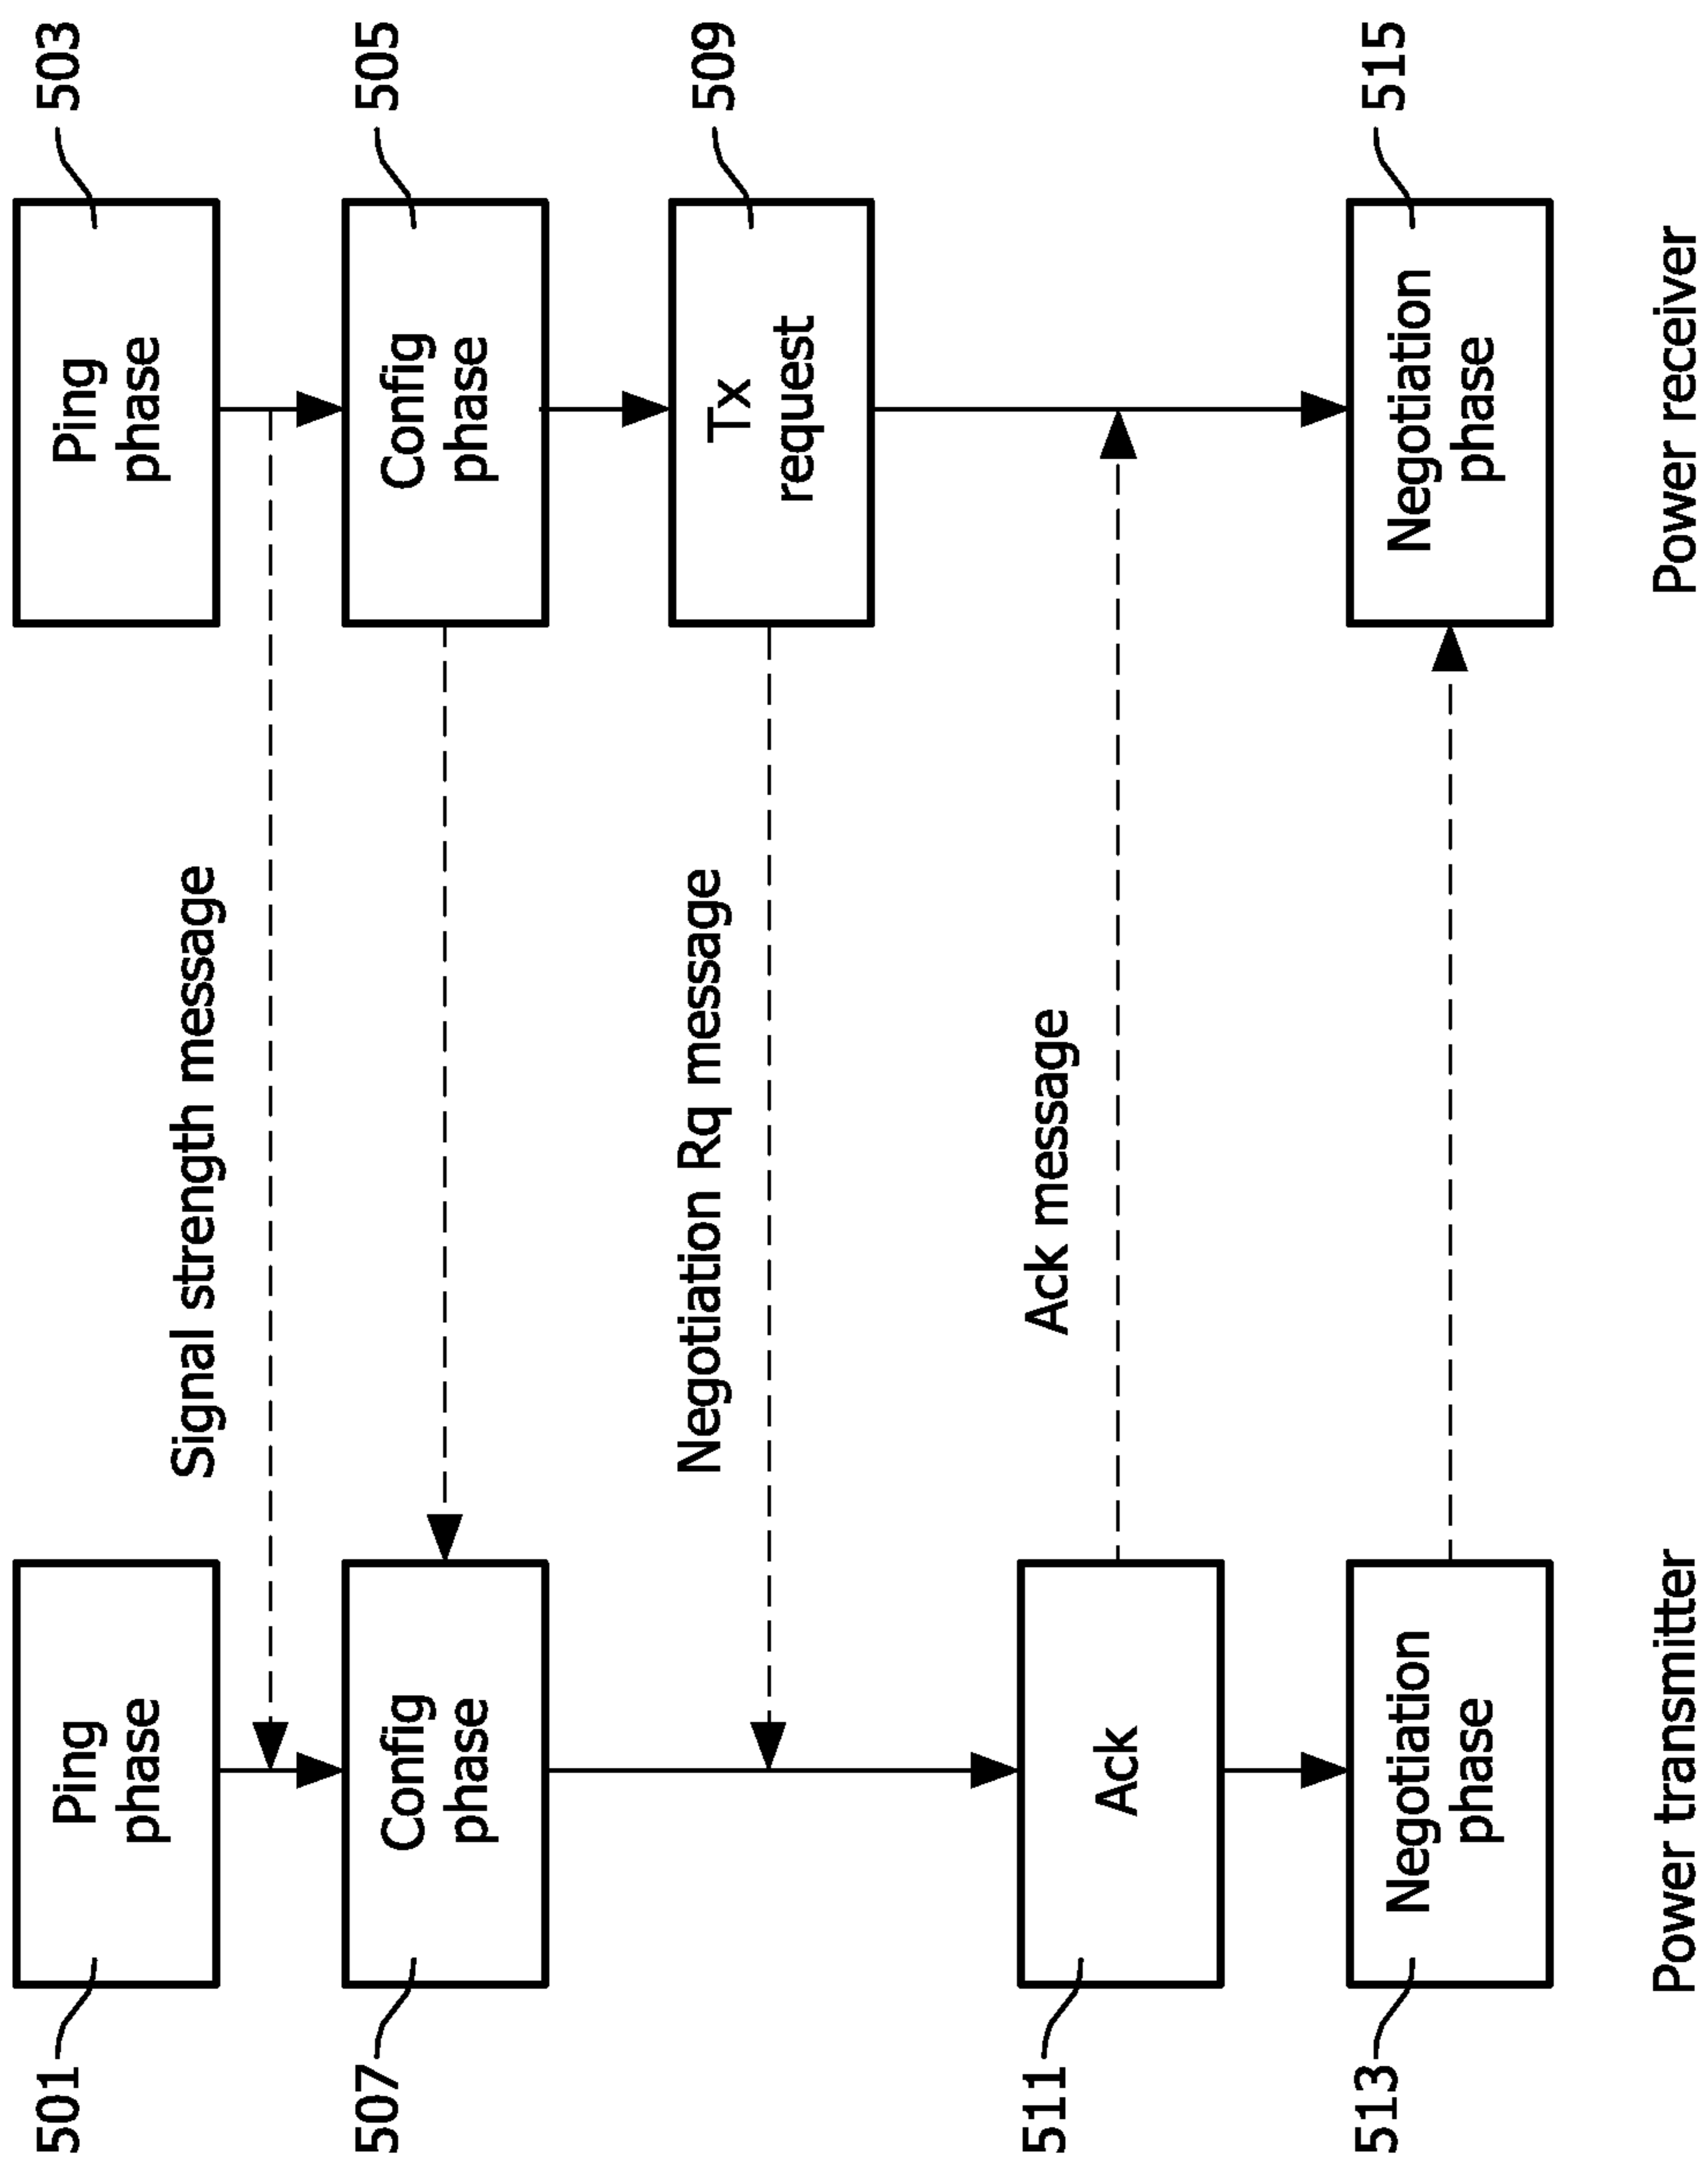 501
Ping
phase
Signal strength message
Ping
phase
503
507
Config
phase
Config
phase
505
Negotiation Rq message
Tx
request
509
511
Ack
Ack message
513
Negotiation
phase
Negotiation
phase
515
Power transmitter
Power receiver